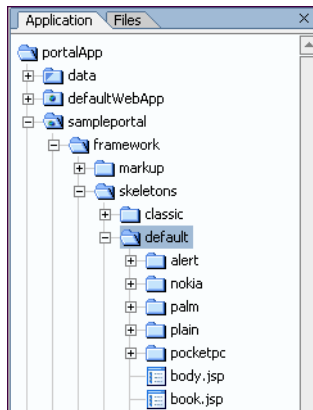 Application Files
portalApp
data
defaultWebApp
sampleportal
framework
markup
skeletons
classic
default
alert
nokia
palm
plain
pocketpc
body.jsp
book.jsp